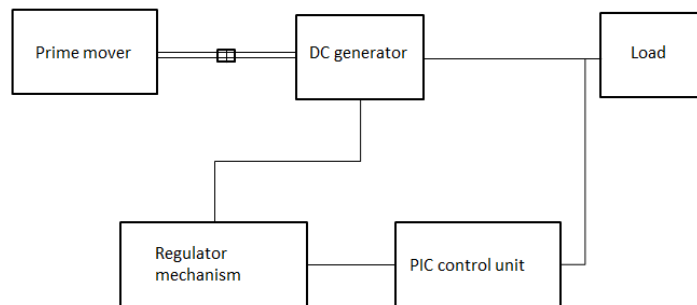 Prime mover
DC generator
Load
Regulator
mechanism
PIC control unit